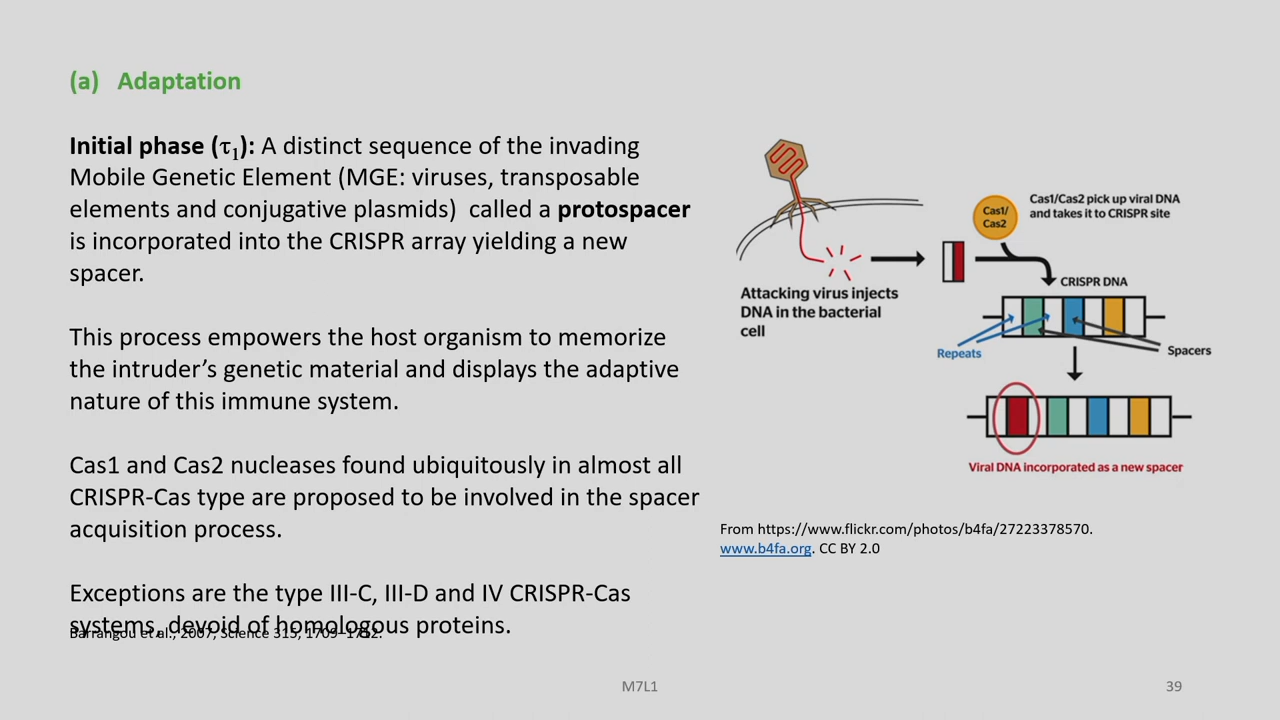 (a) Adaptation
Initial phase (τ1): A distinct sequence of the invading
Mobile Genetic Element (MGE: viruses, transposable
elements and conjugative plasmids) called a protospacer
is incorporated into the CRISPR array yielding a new
spacer.
This process empowers the host organism to memorize
the intruder’s genetic material and displays the adaptive
nature of this immune system.
Cas1 and Cas2 nucleases found ubiquitously in almost all
CRISPR-Cas type are proposed to be involved in the spacer
acquisition process.
Exceptions are the type III-C, III-D and IV CRISPR-Cas
systems, devoid of homologous proteins.
Barrangou et al., 2007, Science 315, 1709–1712.
Cas1/
Cas2
Cas1/Cas2 pick up viral DNA
and takes it to CRISPR site
Attacking virus injects
DNA in the bacterial
cell
CRISPR DNA
Repeats
Spacers
Viral DNA incorporated as a new spacer
From https://www.flickr.com/photos/b4fa/27223378570.
www.b4fa.org. CC BY 2.0
M7L1
39